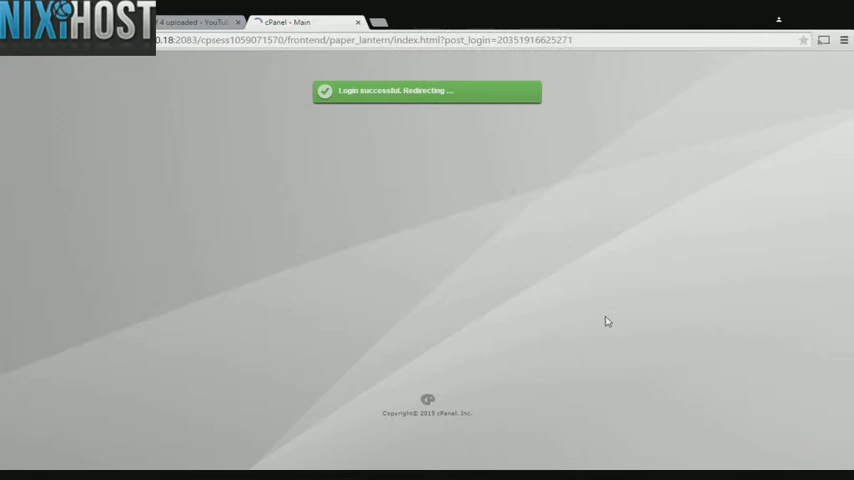 NIXIHOST
4 uploaded - YouTu
cPanel - Main
0.18:2083/cpsess1059071570/frontend/paper_lantern/index.html?post_login=20351916625271
Login successful. Redirecting ...
Copyright© 2015 cPanel, Inc.